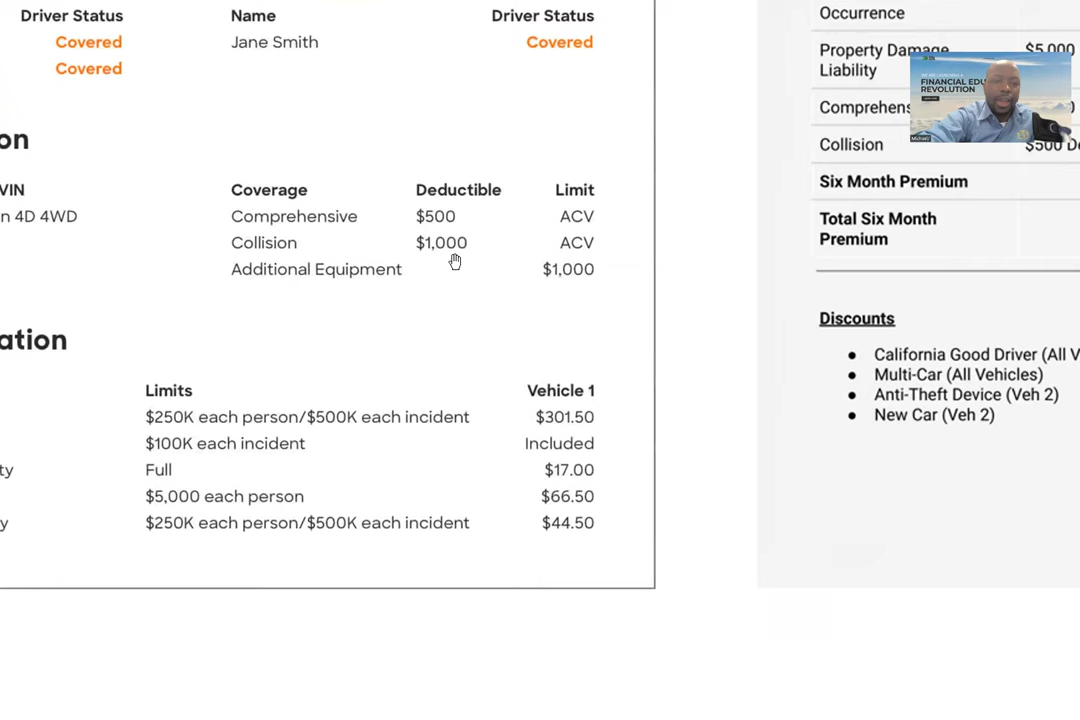 Driver Status Name Driver Status
Covered Jane Smith Covered
Covered
on
VIN Coverage Deductible Limit
n 4D 4WD Comprehensive $500 ACV
Collision $1,000 ACV
Additional Equipment $1,000
ation
Limits Vehicle 1
$250K each person/$500K each incident $301.50
$100K each incident Included
ty Full $17.00
$5,000 each person $66.50
y $250K each person/$500K each incident $44.50
Occurrence
Property Damage $5,000
Liability
Comprehens
Collision $500 De
Six Month Premium
Total Six Month
Premium
FINANCIAL EDU
REVOLUTION
Discounts
● California Good Driver (All V
● Multi-Car (All Vehicles)
● Anti-Theft Device (Veh 2)
● New Car (Veh 2)